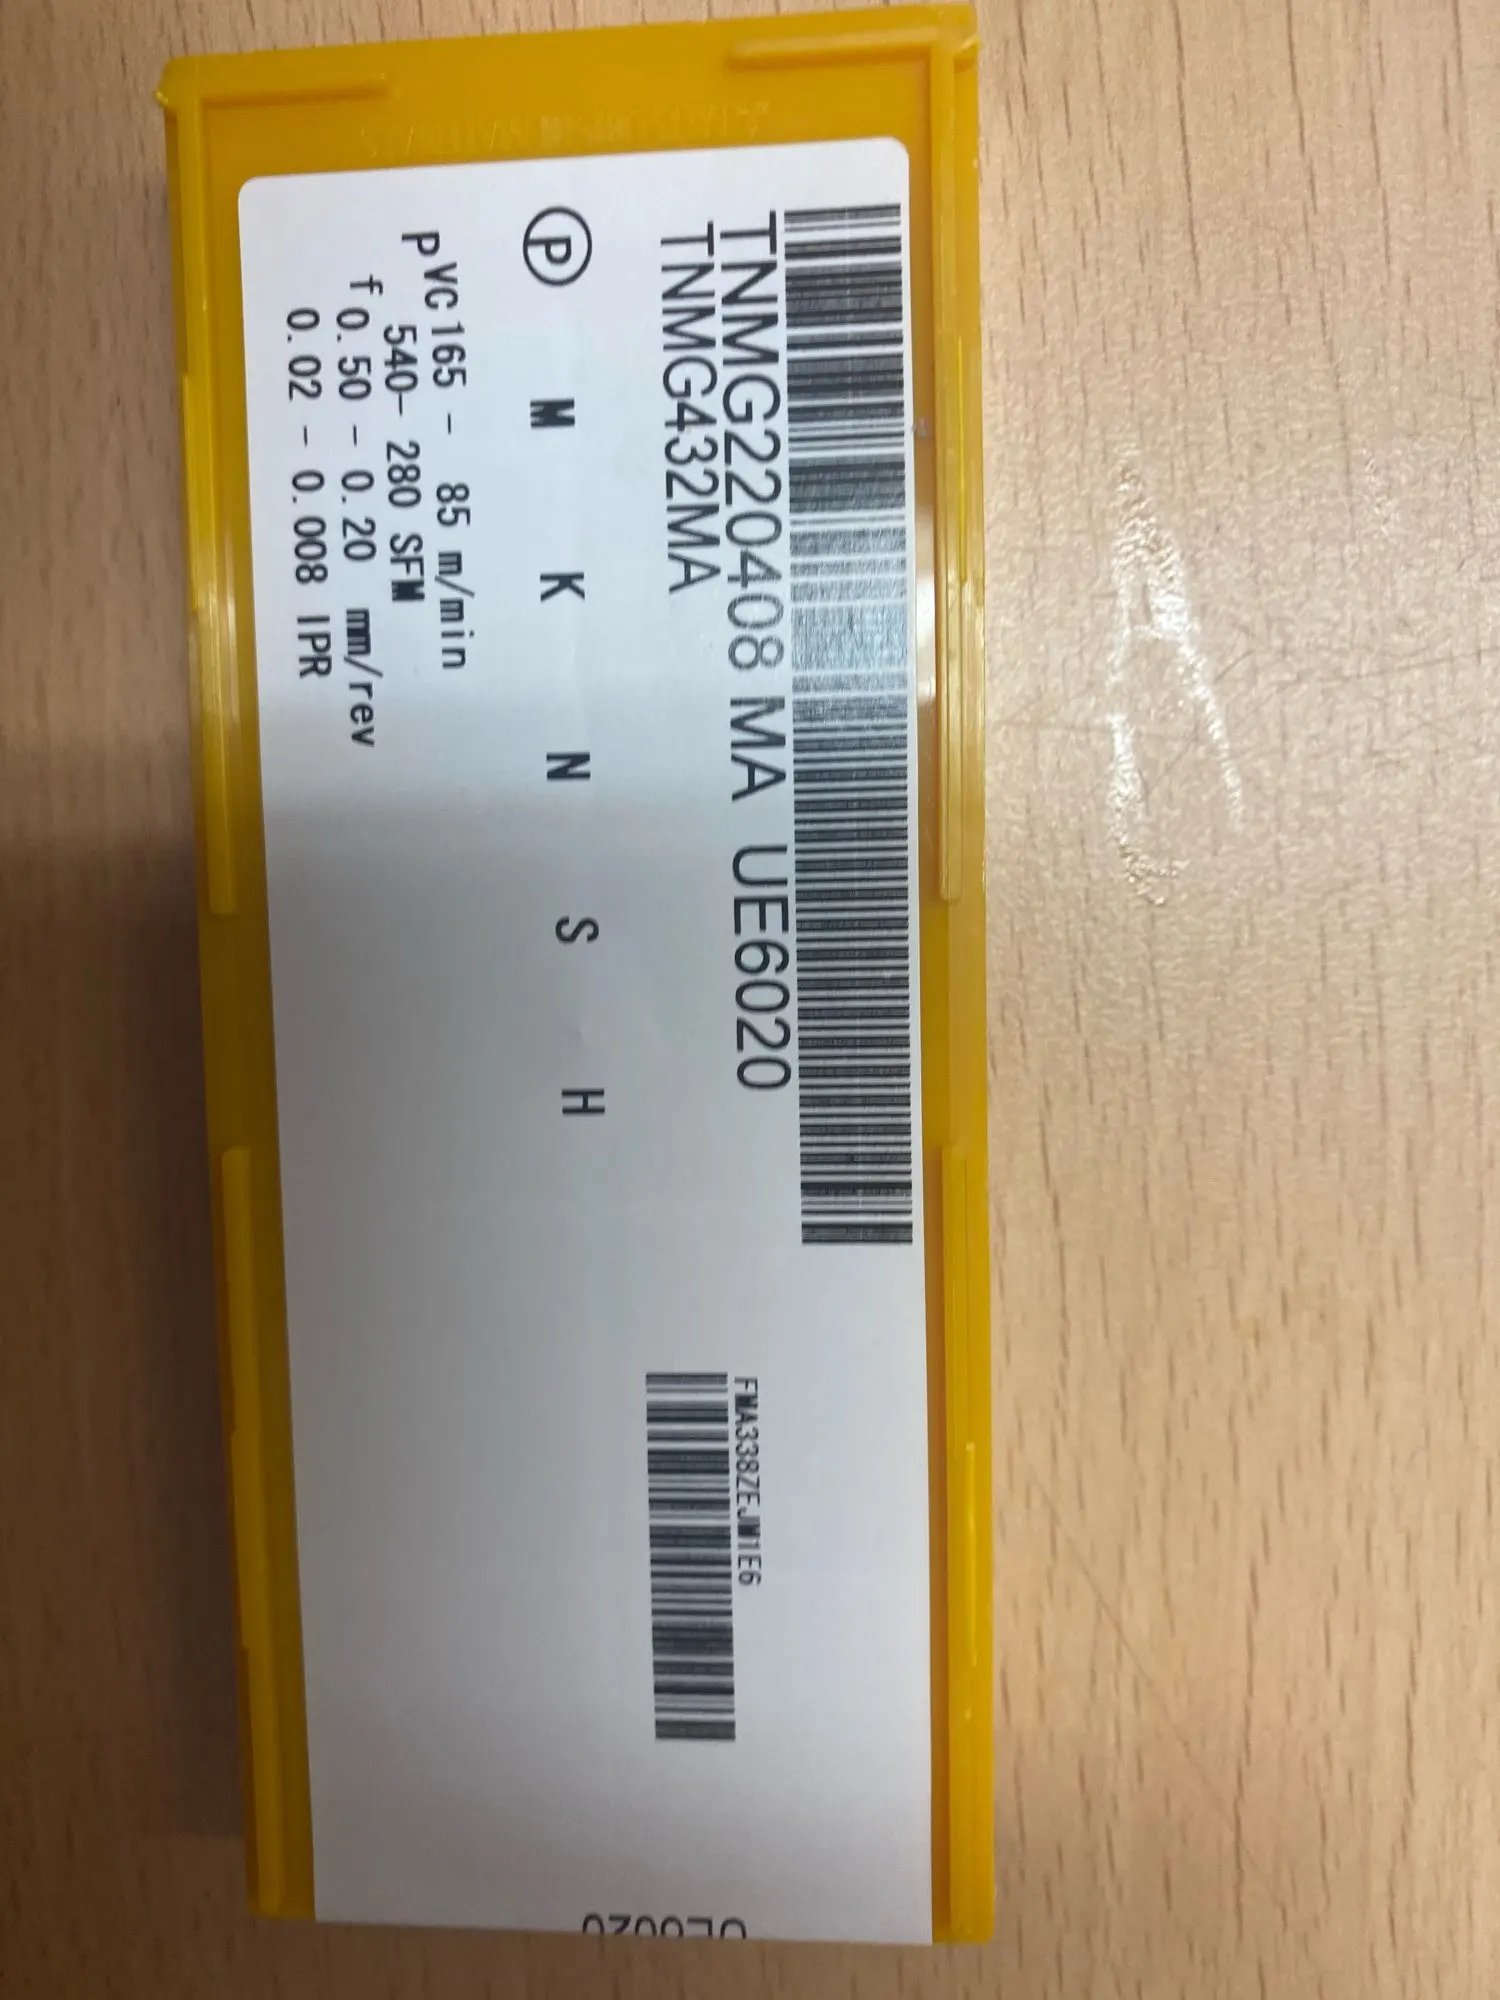 TNMG220408 MA UE6020
TNMG432MA
P M K N S H
P VC 165 - 85 m/min
540- 280 SFM
f 0.50 - 0.20 mm/rev
0.02 - 0.008 IPR
FMA338ZEJM1E6